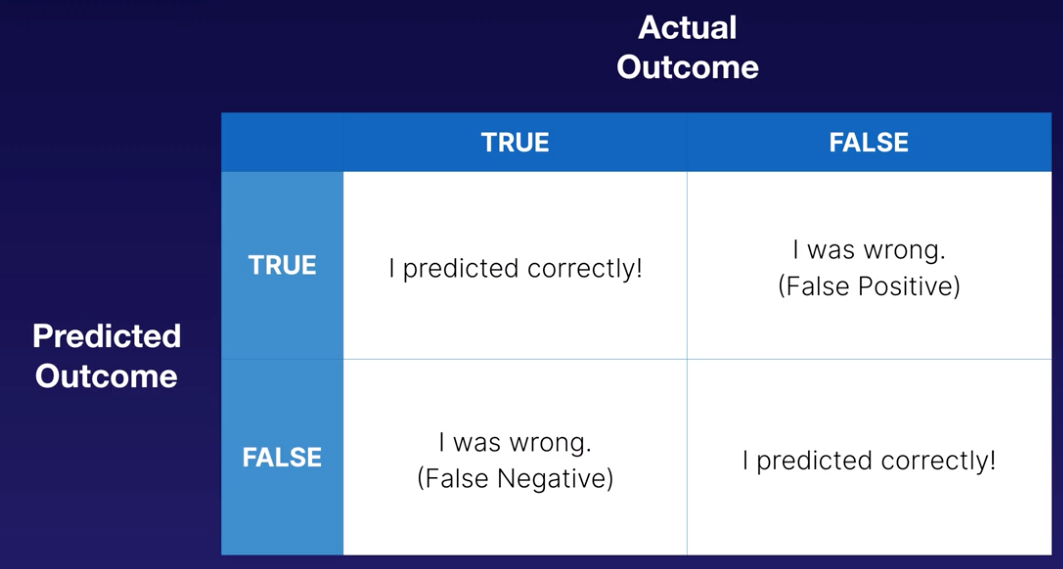 Actual
Outcome
TRUE
FALSE
TRUE
I predicted correctly!
I was wrong.
(False Positive)
Predicted
Outcome
FALSE
I was wrong.
(False Negative)
I predicted correctly!